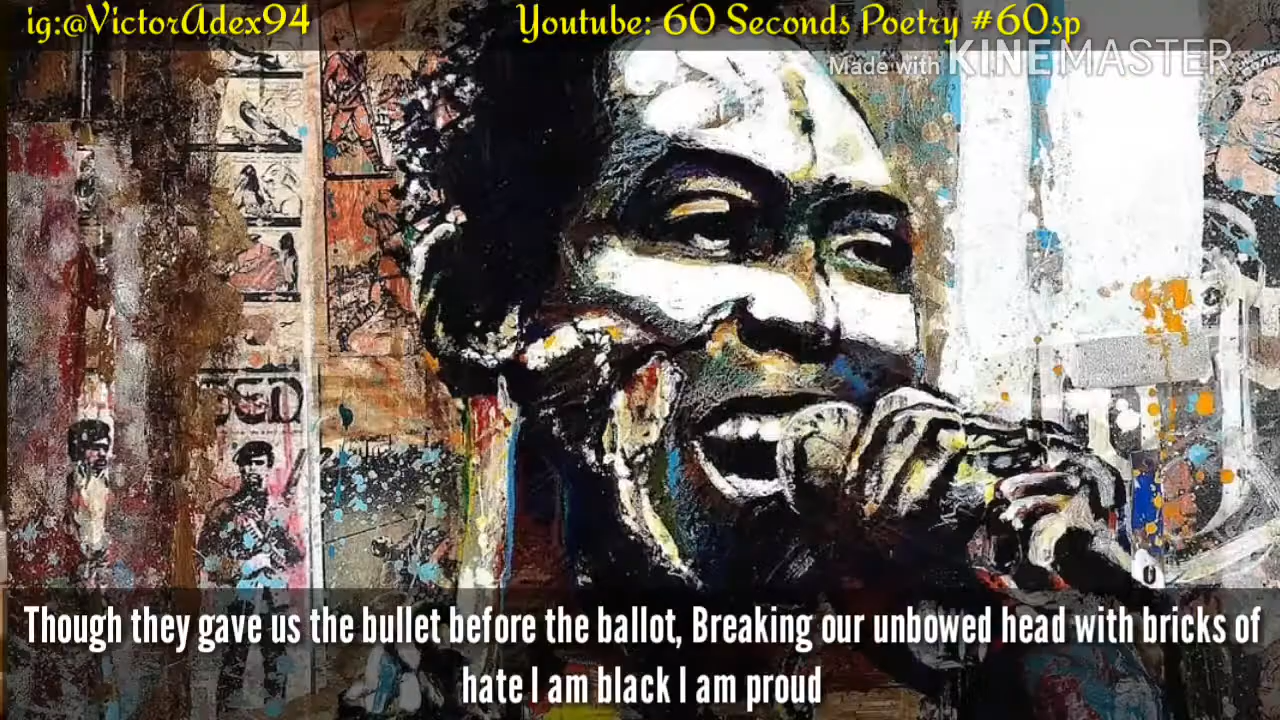 ig:@VictorAdex94
Youtube: 60 Seconds Poetry #60sp
Made with KINEMASTER
Though they gave us the bullet before the ballot, Breaking our unbowed head with bricks of
hate I am black I am proud